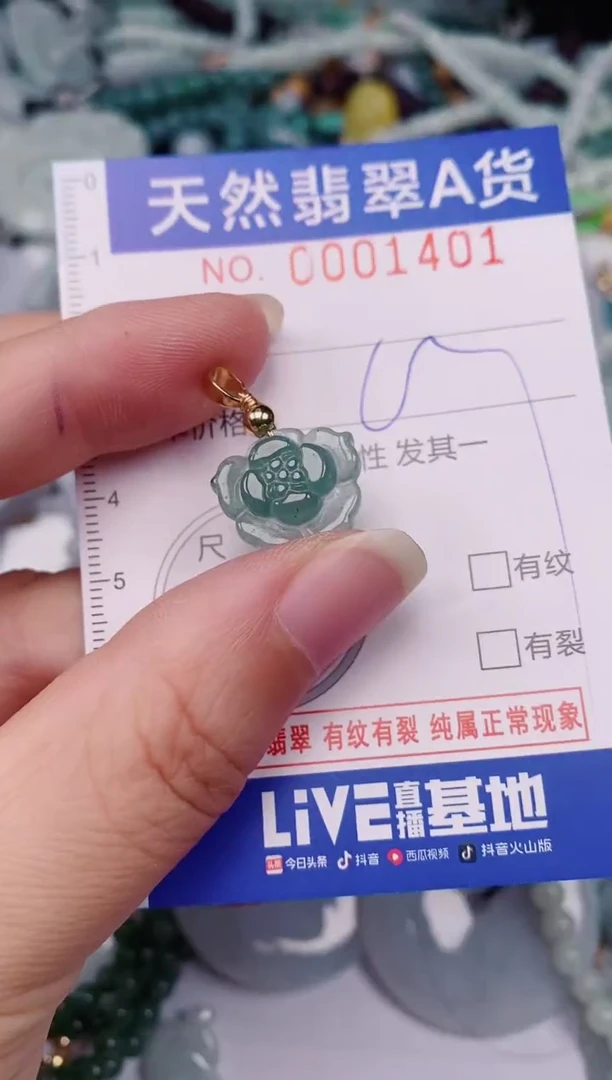 天然翡翠A货
0
NO. 0001401
1
价格
性 发其一
4
尺
5
有纹
有裂
翡翠 有纹有裂 纯属正常现象
LiVE直播基地
头条 今日头条 抖音 西瓜视频 抖音火山版